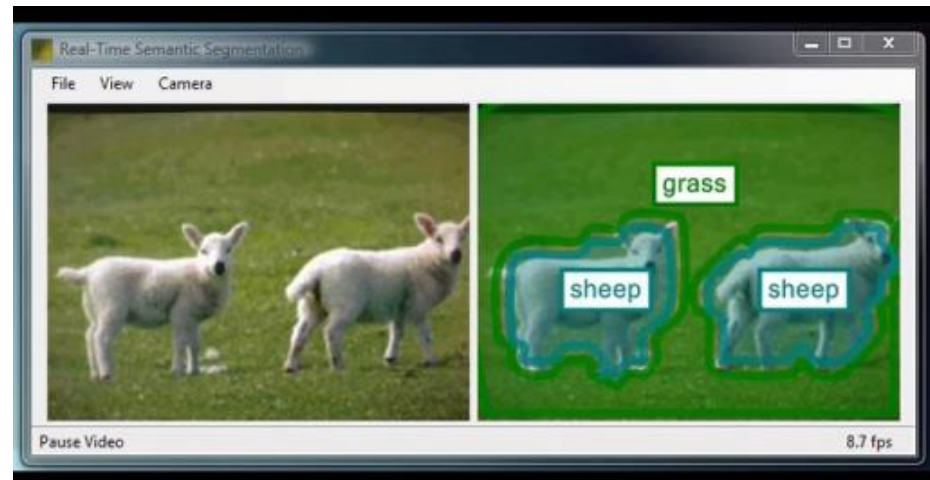 Real-Time Semantic Segmentation
File View Camera
grass
sheep sheep
Pause Video 8.7 fps